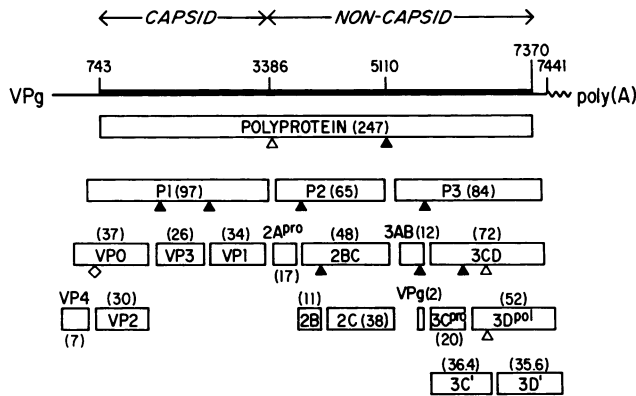 CAPSID NON-CAPSID
743 3386 5110 7370
7441
VPg poly(A)
POLYPROTEIN (247)
P1 (97) P2 (65) P3 (84)
(37) (26) (34) 2Apro (48) 3AB (12) (72)
VP0 VP3 VP1 2BC 3CD
(17)
VP4 (30) (11) VPg(2) (52)
VP2 2B 2C (38) 3Cpro 3Dpol
(7) (20)
(36.4) (35.6)
3C' 3D'